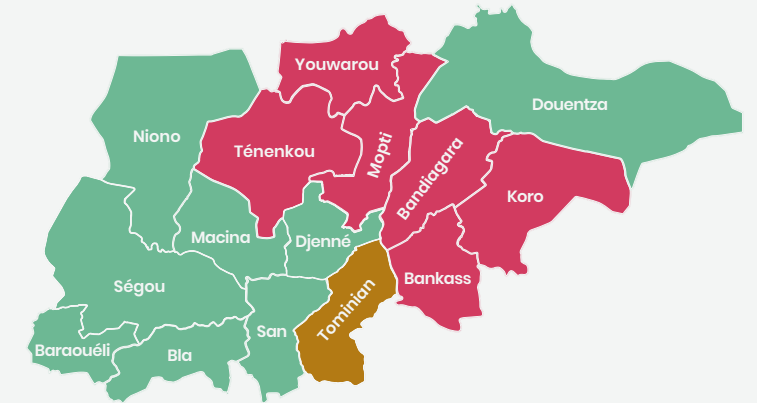 Youwarou
Douentza
Niono
Ténenkou
Mopti
Bandiagara
Koro
Macina
Djenné
Ségou
Bankass
Tominian
San
Baraouéli
Bla